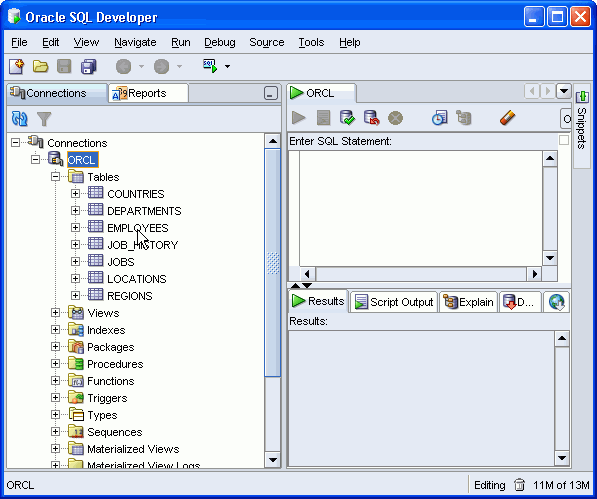 Oracle SQL Developer
File Edit View Navigate Run Debug Source Tools Help
SQL
Connections Reports
ORCL
Snippets
Enter SQL Statement:
Connections
ORCL
Tables
COUNTRIES
DEPARTMENTS
EMPLOYEES
JOB_HISTORY
JOBS
LOCATIONS
REGIONS
Views
Indexes
Packages
Procedures
Functions
Triggers
Types
Sequences
Materialized Views
Materialized View Logs
Results Script Output Explain D...
Results:
ORCL
Editing 11M of 13M